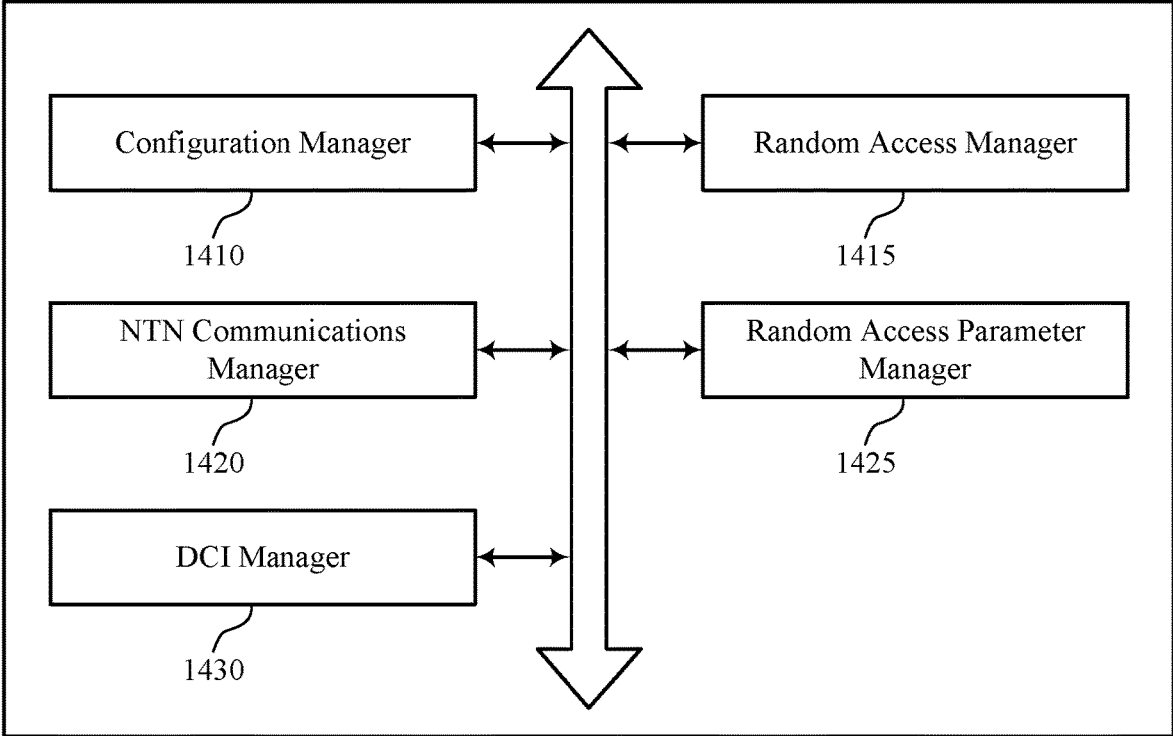 Configuration Manager
1410
Random Access Manager
1415
NTN Communications
Manager
1420
Random Access Parameter
Manager
1425
DCI Manager
1430